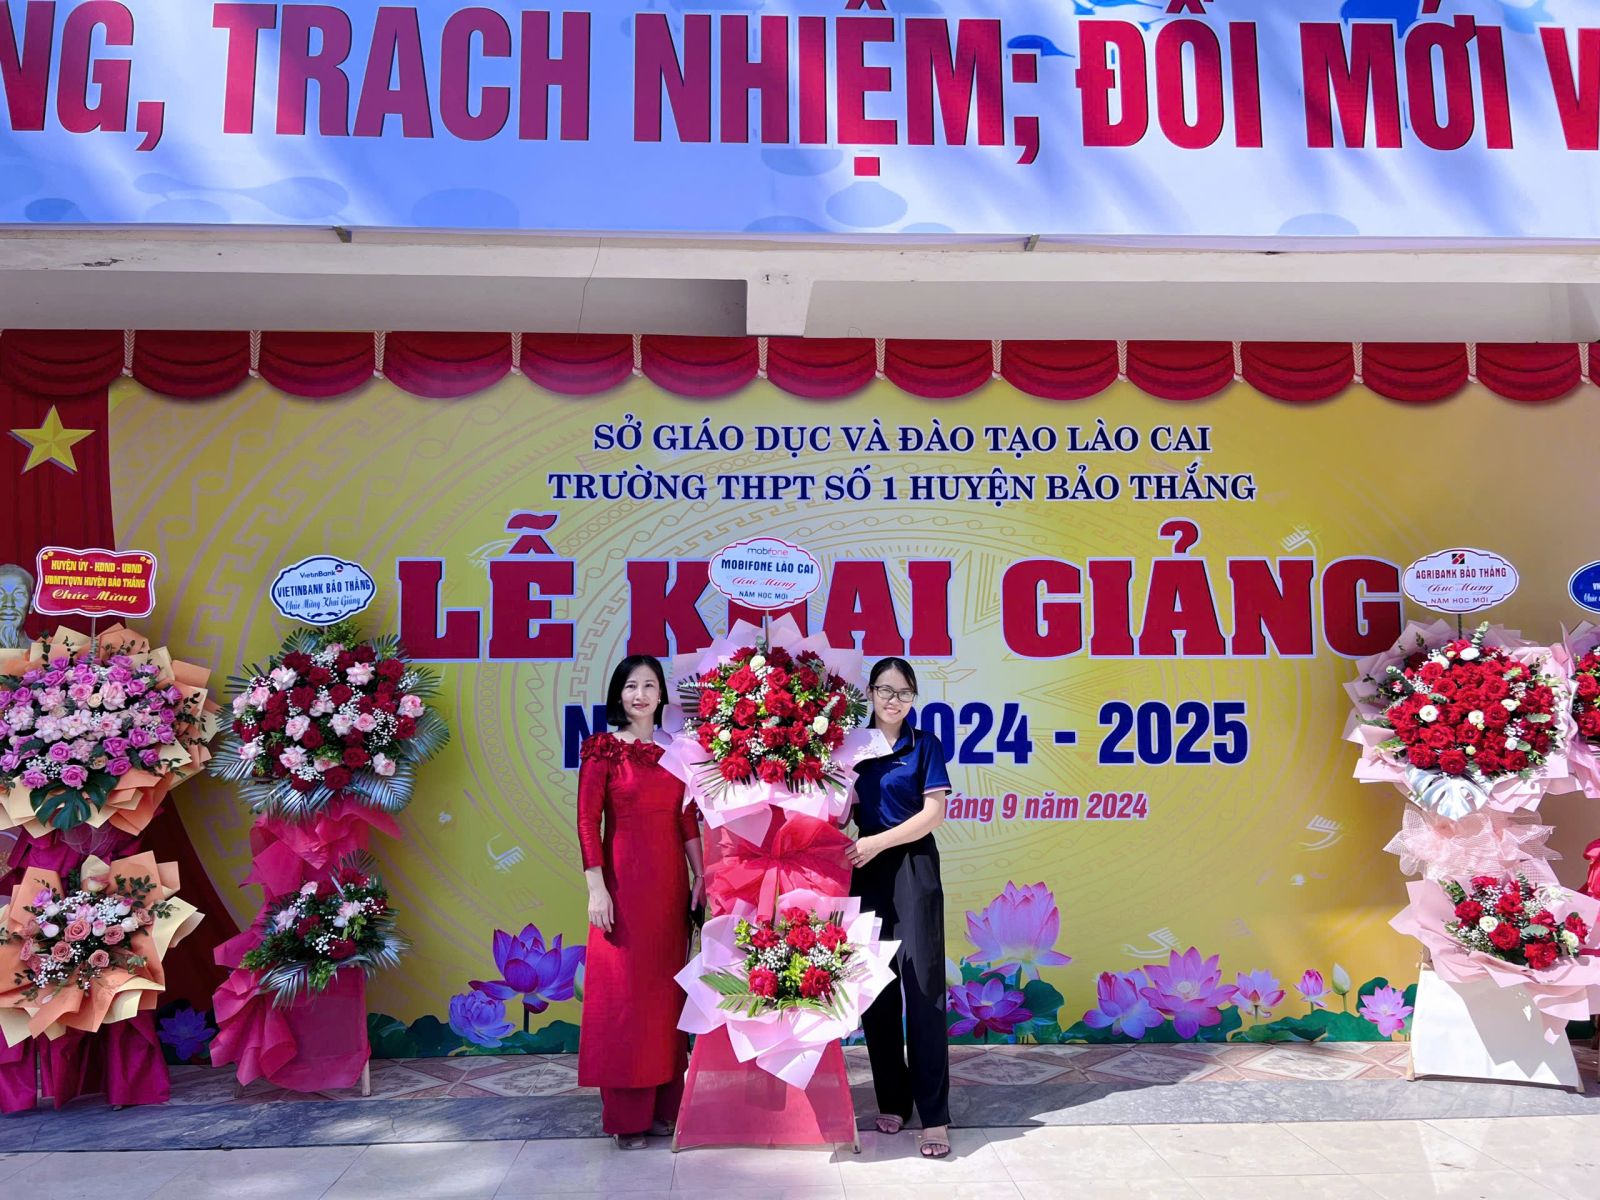 NG, TRÁCH NHIỆM; ĐỔI MỚI V
SỞ GIÁO DỤC VÀ ĐÀO TẠO LÀO CAI
TRƯỜNG THPT SỐ 1 HUYỆN BẢO THẮNG
LỄ KHAI GIẢNG
N 2024 - 2025
háng 9 năm 2024
HUYỆN ỦY - HĐND - UBND
UBMTTQVN HUYỆN BẢO THẮNG
Chúc Mừng
VietinBank
VIETINBANK BẢO THẮNG
Chúc Mừng Khai Giảng
mobifone
MOBIFONE LÀO CAI
Chúc Mừng
NĂM HỌC MỚI
AGRIBANK BẢO THẮNG
Chúc Mừng
NĂM HỌC MỚI